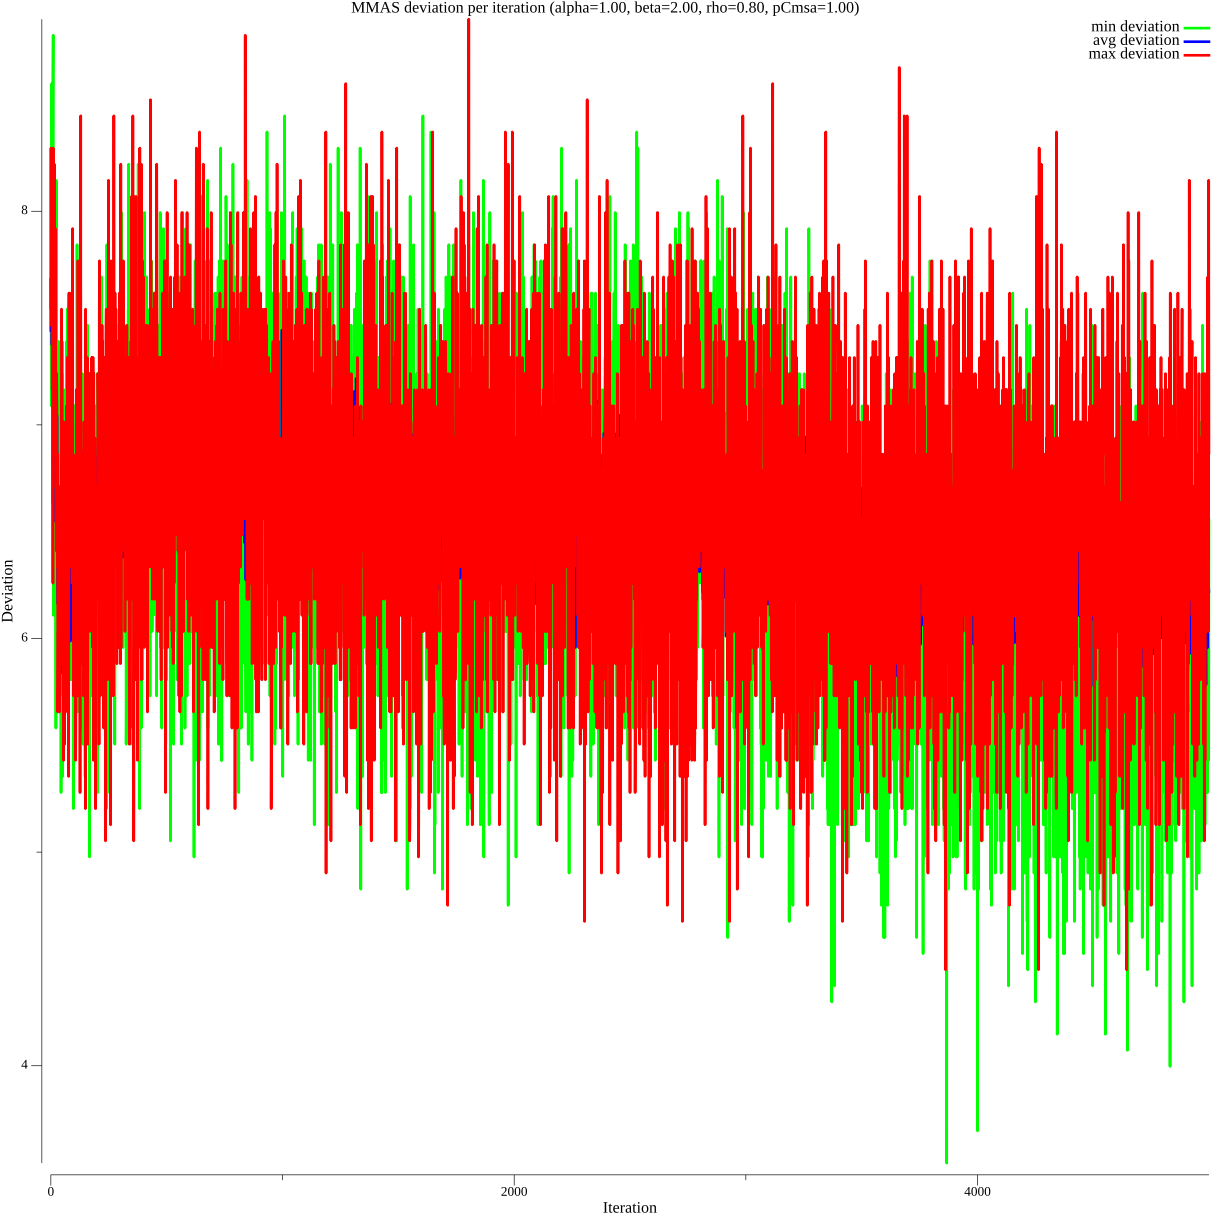 MMAS deviation per iteration (alpha=1.00, beta=2.00, rho=0.80, pCmsa=1.00)
min deviation
avg deviation
max deviation
8
6
4
Deviation
0 2000 4000
Iteration